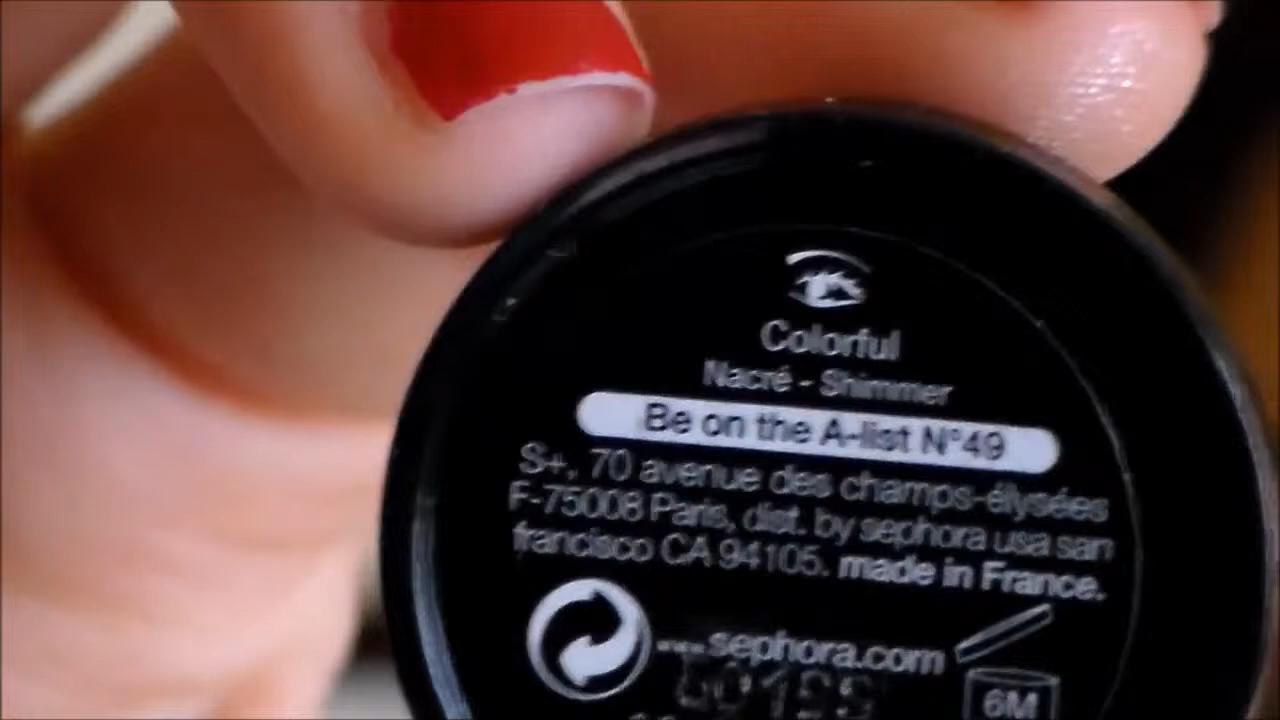 Colorful
Nacré - Shimmer
Be on the A-list N°49
S+, 70 avenue des champs-élysées
F-75008 Paris, dist. by sephora usa san
francisco CA 94105. made in France.
sephora.com
6M